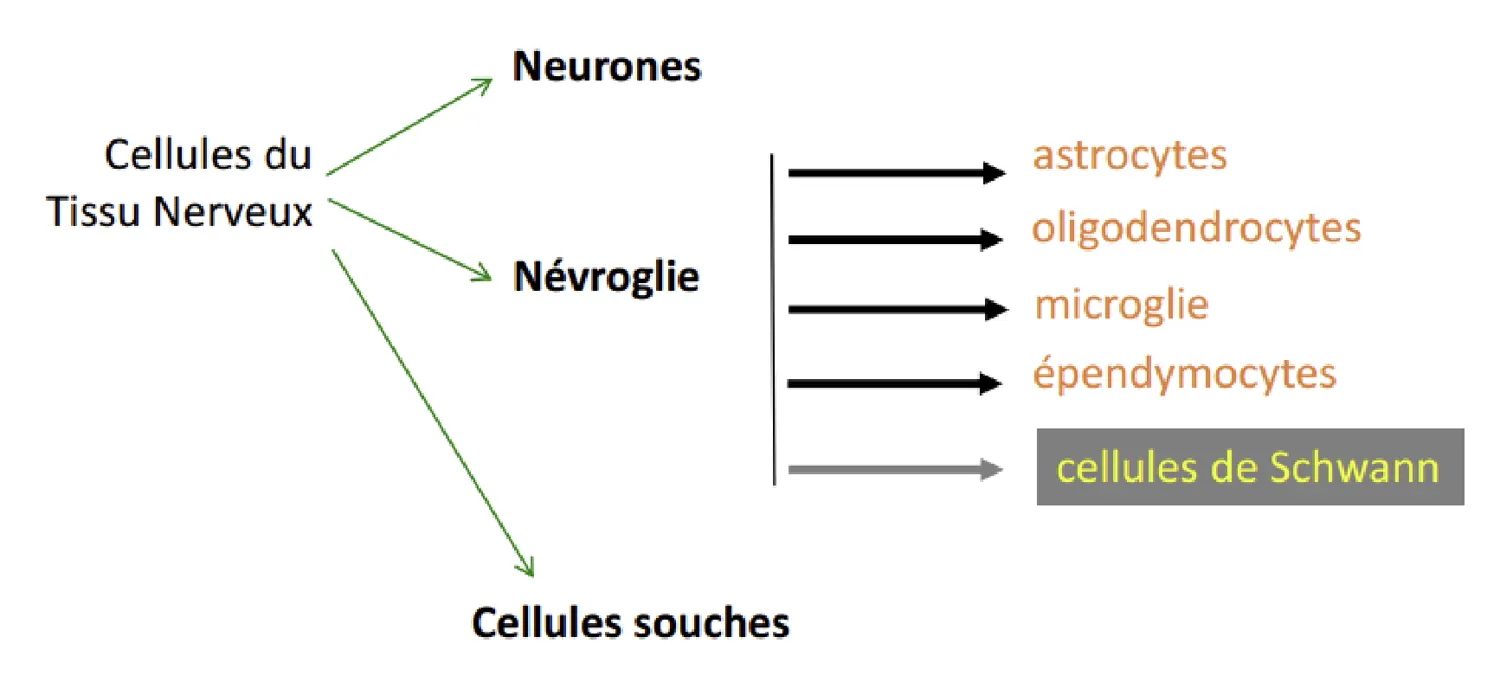 Neurones
Cellules du
Tissu Nerveux
Névroglie
astrocytes
oligodendrocytes
microglie
épendymocytes
cellules de Schwann
Cellules souches